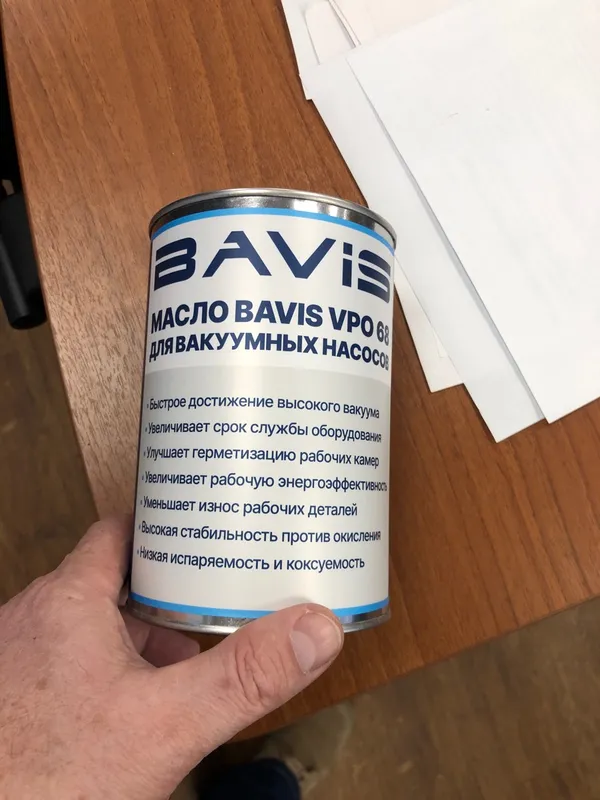 BAVIS
МАСЛО BAVIS VPO 68
ДЛЯ ВАКУУМНЫХ НАСОСОВ
• Быстрое достижение высокого вакуума
• Увеличивает срок службы оборудования
• Улучшает герметизацию рабочих камер
• Увеличивает рабочую энергоэффективность
• Уменьшает износ рабочих деталей
• Высокая стабильность против окисления
• Низкая испаряемость и коксуемость